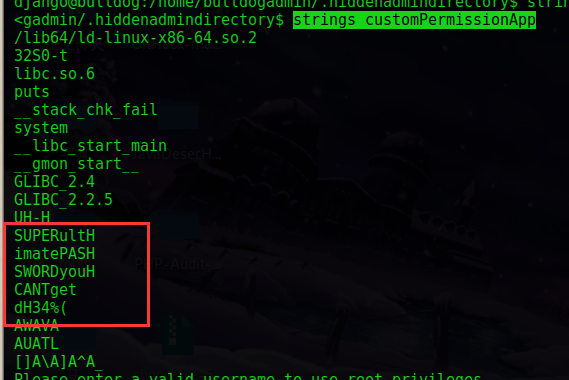 django@bulldog:/home/bulldogadmin/.hiddenadmindirectory$ strin
<gadmin/.hiddenadmindirectory$ strings customPermissionApp
/lib64/ld-linux-x86-64.so.2
32S0-t
libc.so.6
puts
__stack_chk_fail
system
__libc_start_main
__gmon_start__
GLIBC_2.4
GLIBC_2.2.5
UH-H
SUPERultH
imatePASH
SWORDyouH
CANTget
dH34%(
AWAVA
AUATL
[]A\A]A^A_
Please enter a valid username to use root privileges